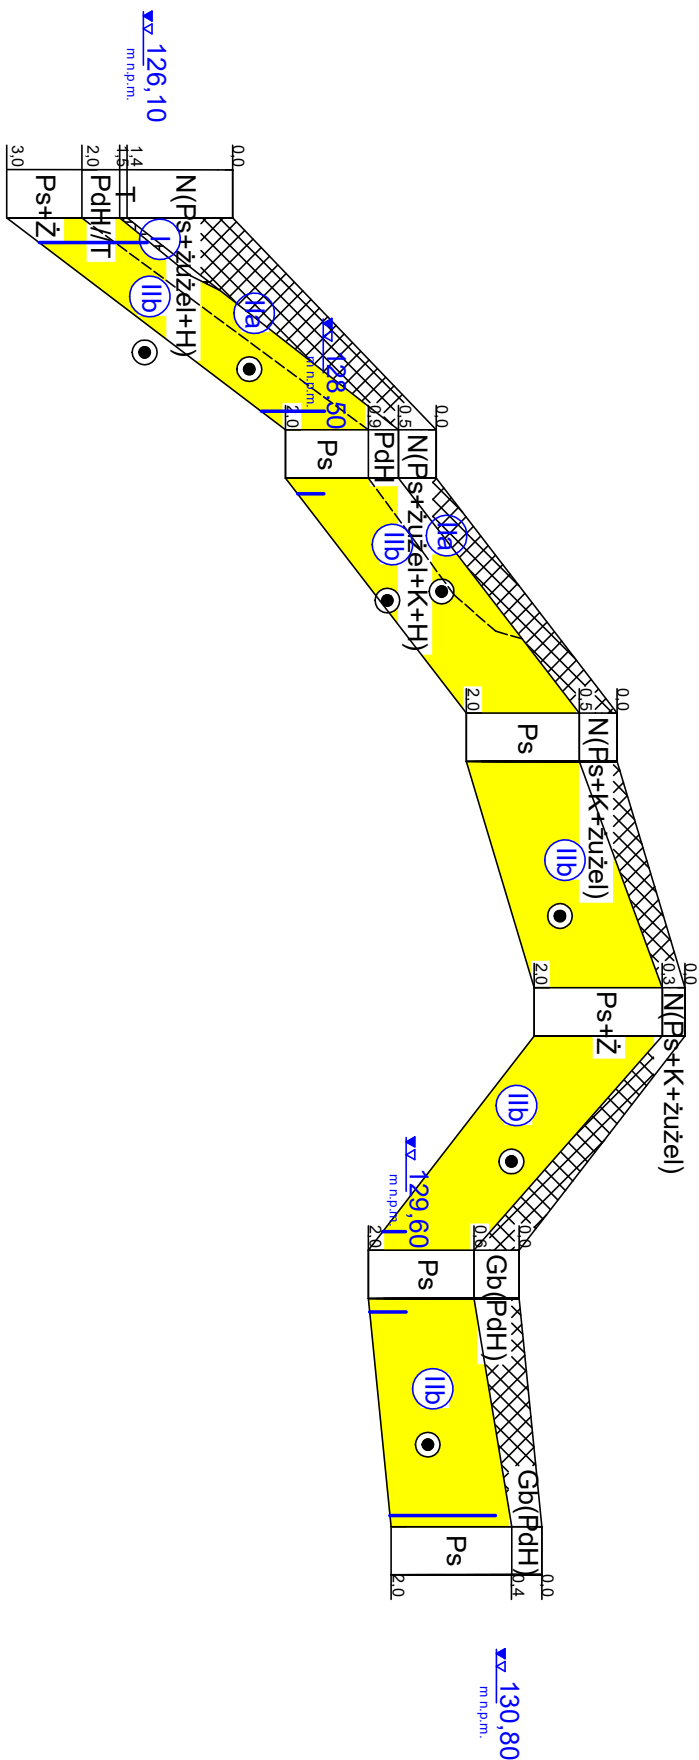 126,10
m n.p.m.
0,0
1,4
1,5
2,0
3,0
N(Ps+żużel+H)
T
PdH//T
Ps+Ż
I
IIa
IIb
128,50
m n.p.m.
0,0
0,5
0,9
2,0
N(Ps+żużel+K+H)
PdH
Ps
IIa
IIb
0,0
0,5
2,0
N(Ps+K+żużel)
Ps
IIb
0,0
0,3
2,0
N(Ps+K+żużel)
Ps+Ż
IIb
129,60
m n.p.m.
0,0
0,6
2,0
Gb(PdH)
Ps
IIb
0,0
0,4
2,0
Gb(PdH)
Ps
130,80
m n.p.m.